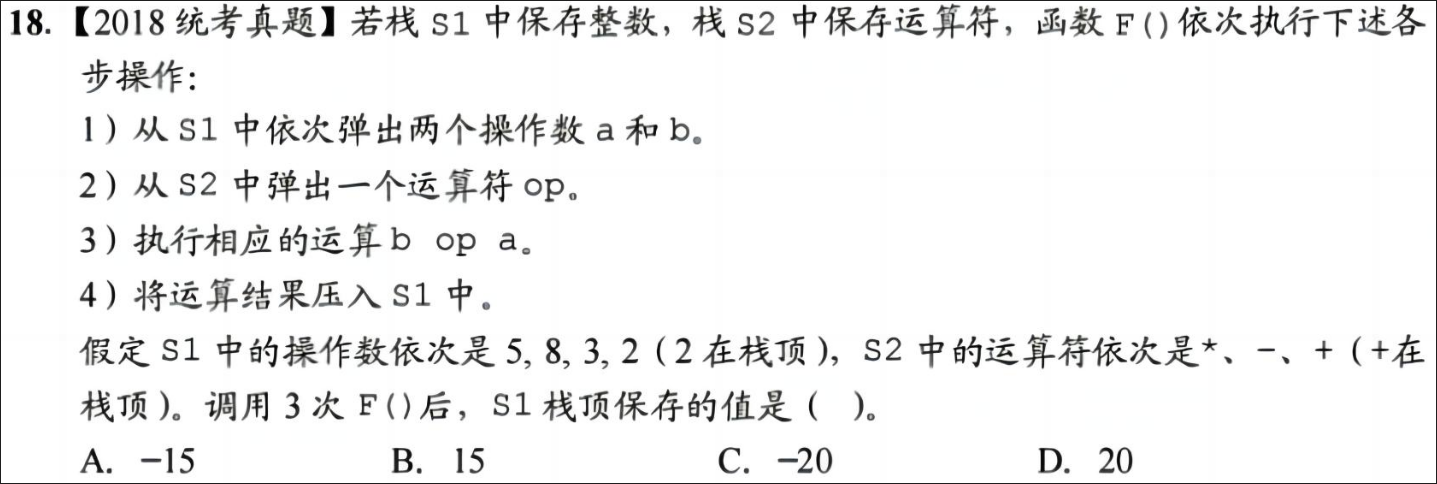 18.【2018 统考真题】若栈 S1 中保存整数，栈 S2 中保存运算符，函数 F()依次执行下述各
步操作：
1）从 S1 中依次弹出两个操作数 a 和 b。
2）从 S2 中弹出一个运算符 op。
3）执行相应的运算 b op a。
4）将运算结果压入 S1 中。
假定 S1 中的操作数依次是 5, 8, 3, 2（2 在栈顶），S2 中的运算符依次是*、-、+（+在
栈顶）。调用 3 次 F()后，S1 栈顶保存的值是（ ）。
A. −15 B. 15 C. −20 D. 20